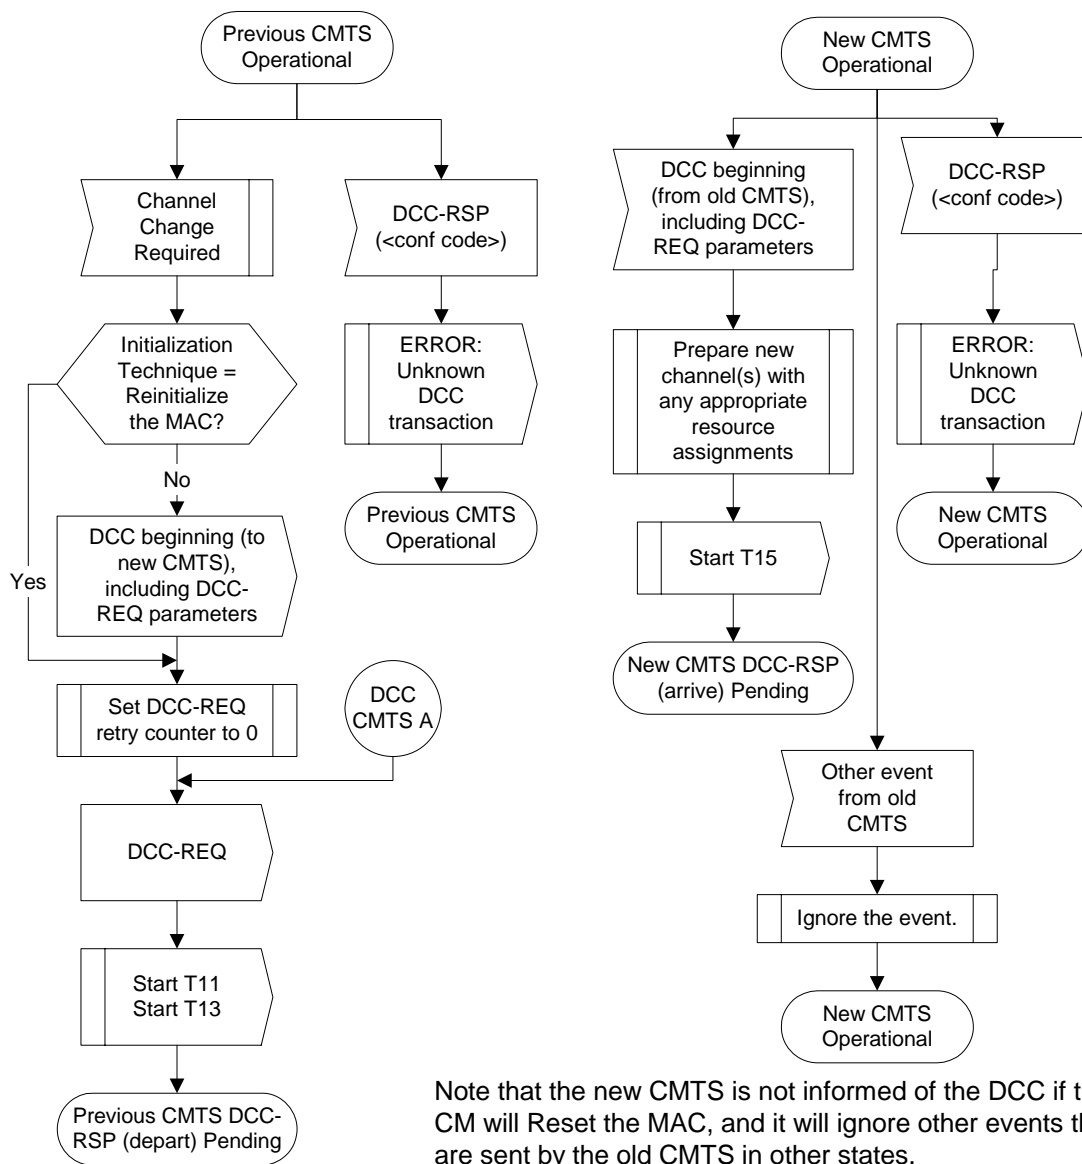 Previous CMTS
Operational
Channel
Change
Required
DCC-RSP
(<conf code>)
Initialization
Technique =
Reinitialize
the MAC?
ERROR:
Unknown
DCC
transaction
No
Previous CMTS
Operational
DCC beginning (to
new CMTS),
including DCC-
REQ parameters
Yes
Set DCC-REQ
retry counter to 0
DCC
CMTS A
DCC-REQ
Start T11
Start T13
Previous CMTS DCC-
RSP (depart) Pending
New CMTS
Operational
DCC beginning
(from old CMTS),
including DCC-
REQ parameters
DCC-RSP
(<conf code>)
Prepare new
channel(s) with
any appropriate
resource
assignments
ERROR:
Unknown
DCC
transaction
Start T15
New CMTS
Operational
New CMTS DCC-RSP
(arrive) Pending
Other event
from old
CMTS
Ignore the event.
New CMTS
Operational
Note that the new CMTS is not informed of the DCC if
CM will Reset the MAC, and it will ignore other events
are sent by the old CMTS in other states.